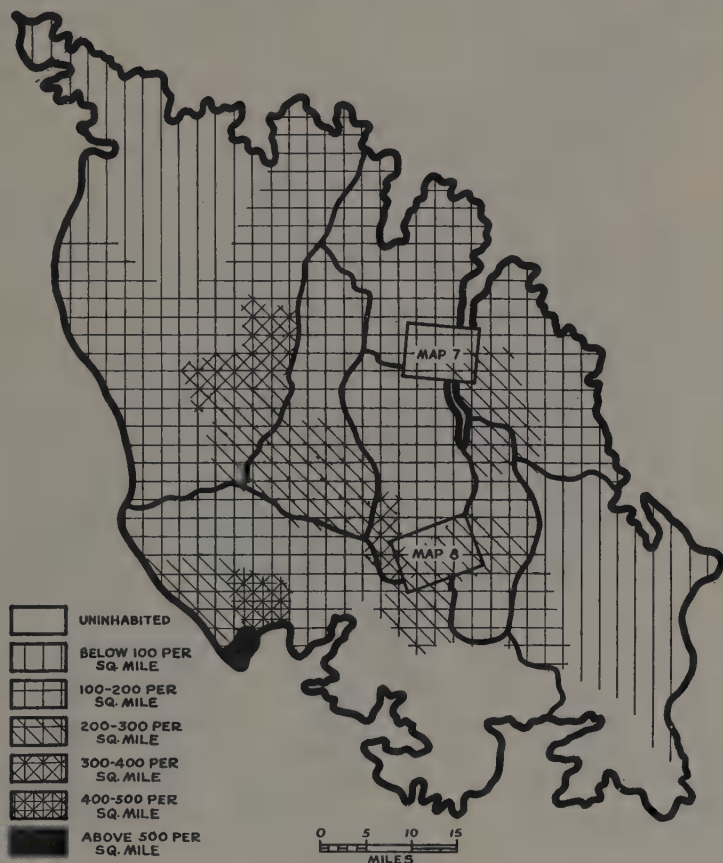 MAP 7
MAP 8
UNINHABITED
BELOW 100 PER
SQ. MILE
100-200 PER
SQ. MILE
200-300 PER
SQ. MILE
300-400 PER
SQ. MILE
400-500 PER
SQ. MILE
ABOVE 500 PER
SQ. MILE
0 5 10 15
MILES